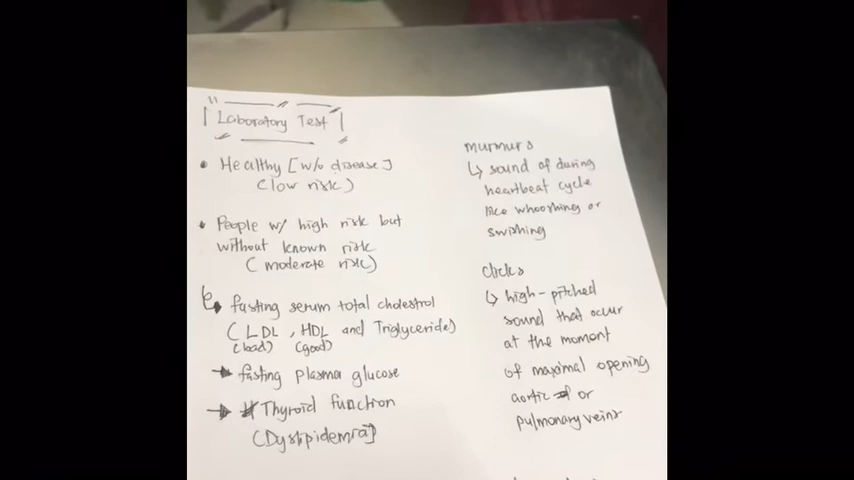 Laboratory Test
• Healthy [w/o disease]
(low risk)
• People w/ high risk but
without known risk
(moderate risk)
fasting serum total cholestrol
(LDL, HDL and Triglyceride)
(bad) (good)
→ fasting plasma glucose
→ Thyroid function
(Dyslipidemia)
murmurs
↳ sound of during
heartbeat cycle
like whooshing or
swishing
clicks
↳ high-pitched
sound that occur
at the moment
of maximal opening
aortic or
pulmonary veins